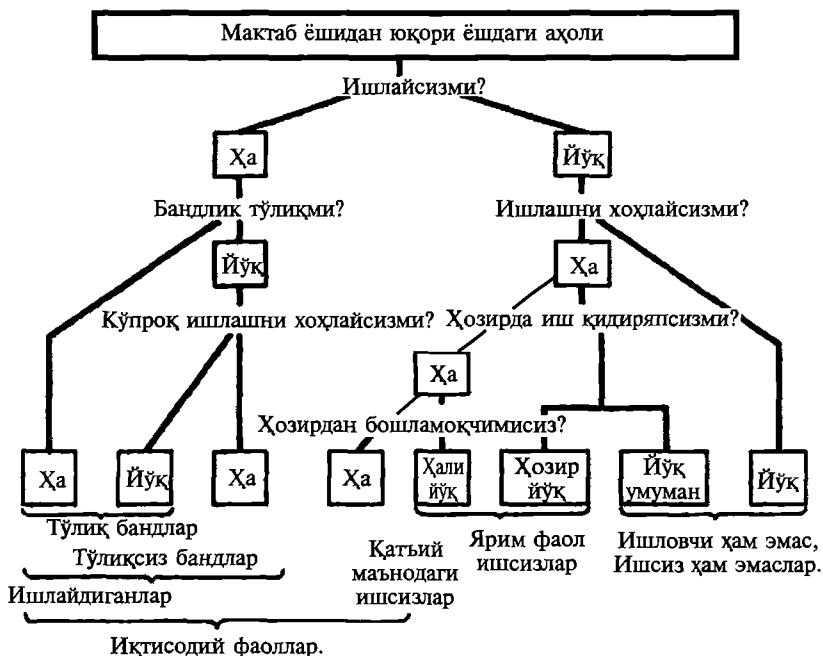 Мактаб ёшидан юқори ёшдаги аҳоли
Ишлайсизми?
Ҳа
Йўқ
Бандлик тўлиқми?
Ишлашни хоҳлайсизми?
Йўқ
Ҳа
Кўпроқ ишлашни хоҳлайсизми?
Ҳозирда иш қидиряпсизми?
Ҳа
Ҳозирдан бошламоқчимисиз?
Ҳа
Йўқ
Ҳа
Ҳа
Ҳали
йўқ
Ҳозир
йўқ
Йўқ
умуман
Йўқ
Тўлиқ бандлар
Тўлиқсиз бандлар
Ишлайдиганлар
Қатъий
маънодаги
ишсизлар
Ярим фаол
ишсизлар
Ишловчи ҳам эмас,
Ишсиз ҳам эмаслар.
Иқтисодий фаоллар.